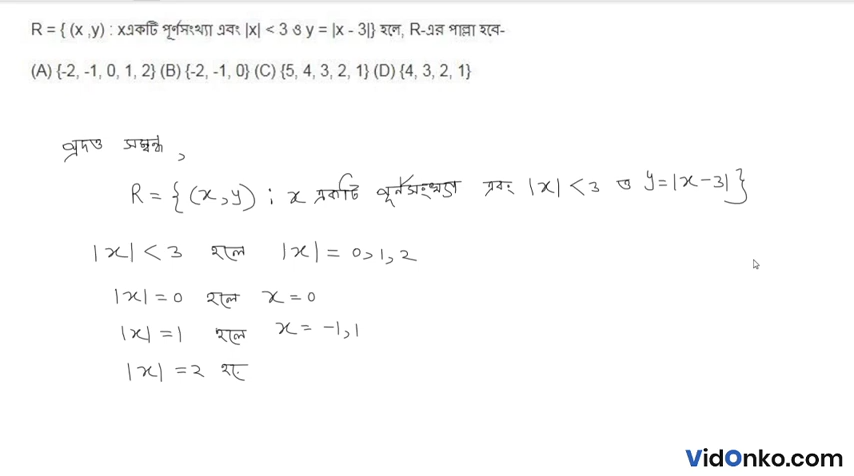 R = { (x ,y) : xএকটি পূর্ণসংখ্যা এবং |x| < 3 ও y = |x - 3|} হলে, R-এর পাল্লা হবে-
(A) {-2, -1, 0, 1, 2} (B) {-2, -1, 0} (C) {5, 4, 3, 2, 1} (D) {4, 3, 2, 1}
প্রদত্ত সম্বন্ধ,
R = { (x, y) : x একটি পূর্ণসংখ্যা এবং |x| < 3 ও y = |x - 3| }
|x| < 3 হলে |x| = 0, 1, 2
|x| = 0 হলে x = 0
|x| = 1 হলে x = -1, 1
|x| = 2 হ
VidOnko.com